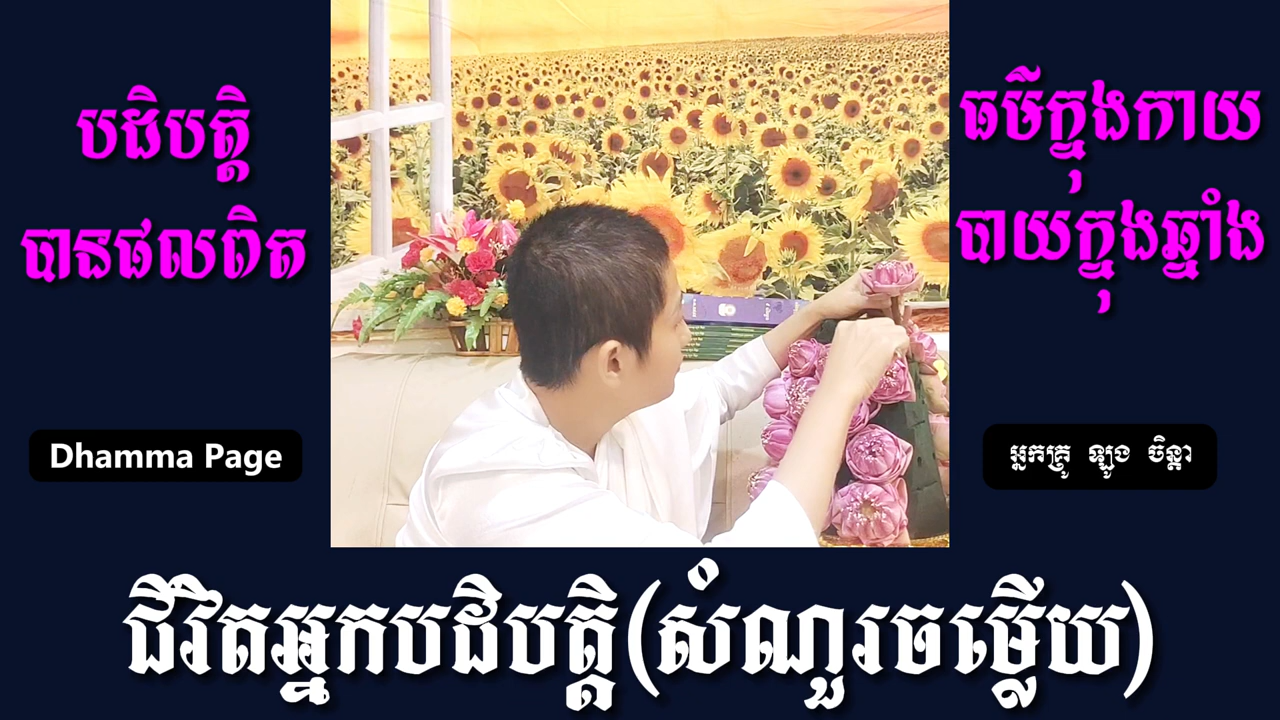 បដិបត្តិ
បានផលពិត
ធម៌ក្នុងកាយ
បាយក្នុងឆ្នាំង
Dhamma Page
អ្នកគ្រូ ឡុង ចិន្តា
ជីវិតអ្នកបដិបត្តិ(សំណួរចម្លើយ)